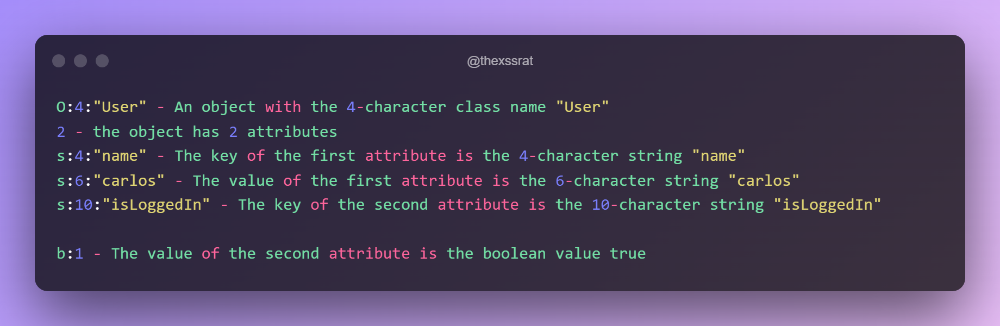 @thexssrat
O:4:"User" - An object with the 4-character class name "User"
2 - the object has 2 attributes
s:4:"name" - The key of the first attribute is the 4-character string "name"
s:6:"carlos" - The value of the first attribute is the 6-character string "carlos"
s:10:"isLoggedIn" - The key of the second attribute is the 10-character string "isLoggedIn"
b:1 - The value of the second attribute is the boolean value true